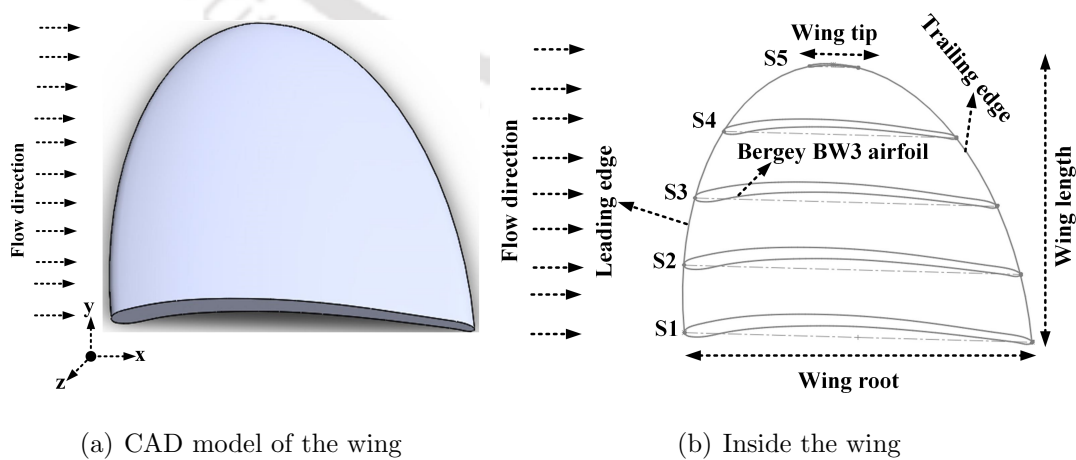 Flow direction
y
x
z
(a) CAD model of the wing
Flow direction
Leading edge
Wing tip
Trailing edge
S5
S4
Bergey BW3 airfoil
S3
S2
S1
Wing length
Wing root
(b) Inside the wing